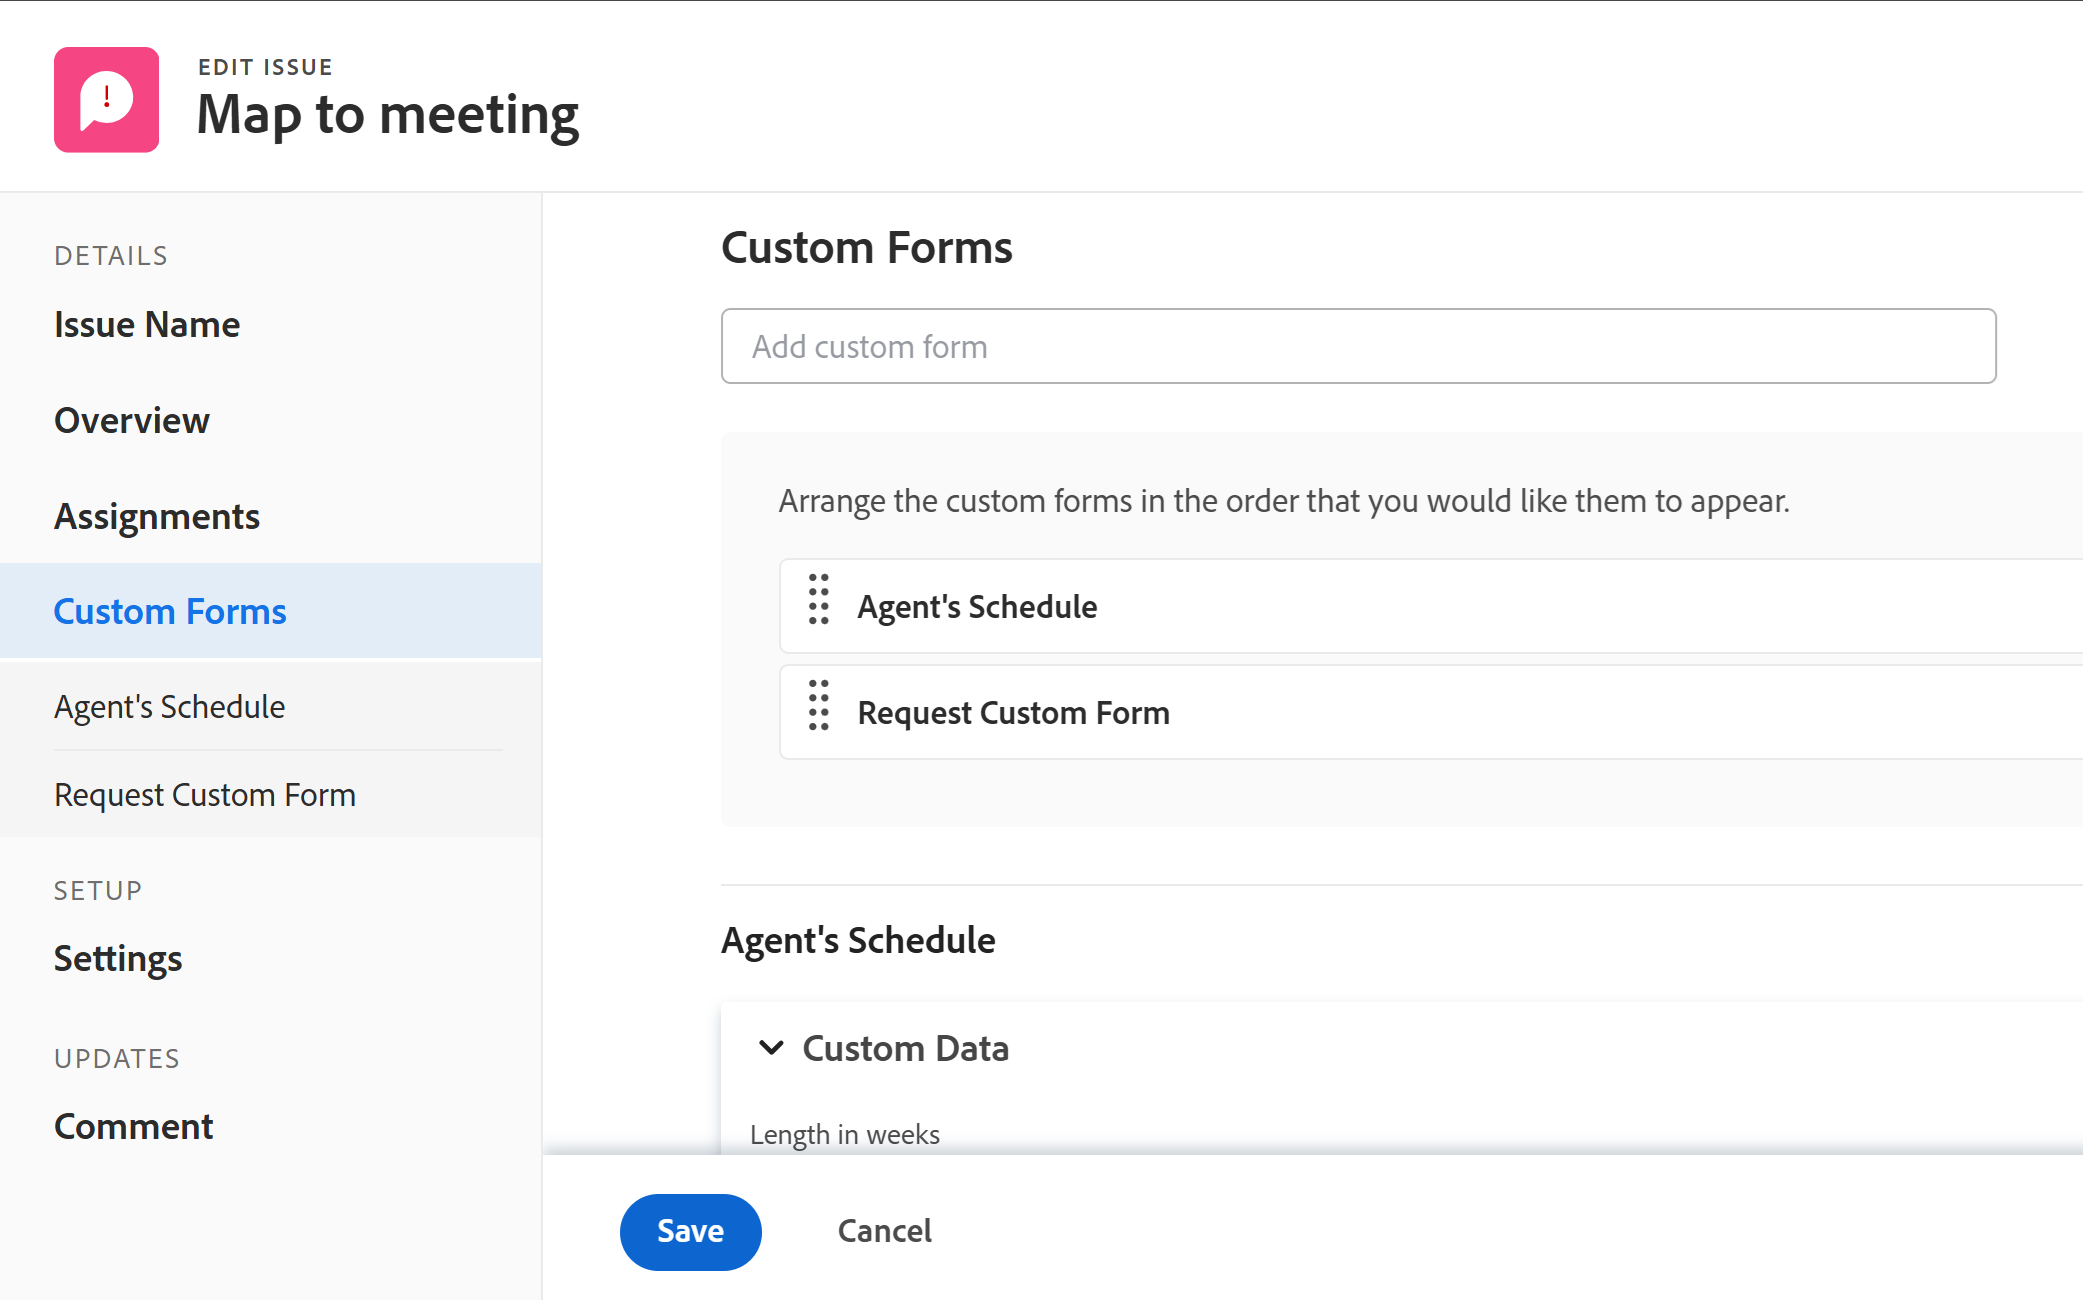 EDIT ISSUE
Map to meeting
DETAILS
Issue Name
Overview
Assignments
Custom Forms
Agent's Schedule
Request Custom Form
SETUP
Settings
UPDATES
Comment
Custom Forms
Add custom form
Arrange the custom forms in the order that you would like them to appear.
Agent's Schedule
Request Custom Form
Agent's Schedule
Custom Data
Length in weeks
Save
Cancel